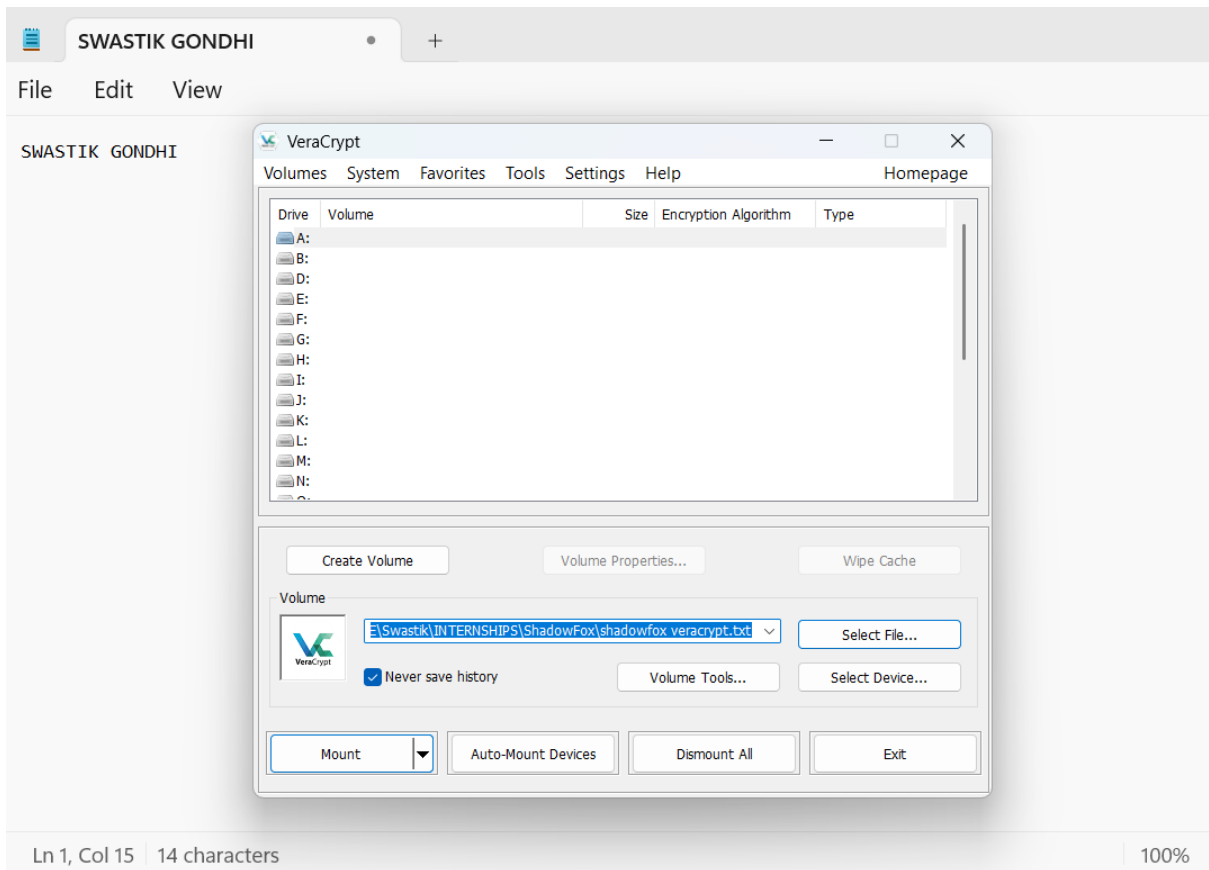 SWASTIK GONDHI
File Edit View
SWASTIK GONDHI
VeraCrypt
Volumes System Favorites Tools Settings Help Homepage
Drive Volume Size Encryption Algorithm Type
A:
B:
D:
E:
F:
G:
H:
I:
J:
K:
L:
M:
N:
Create Volume Volume Properties... Wipe Cache
Volume
VeraCrypt
E\Swastik\INTERNSHIPS\ShadowFox\shadowfox veracrypt.txt Select File...
Never save history Volume Tools... Select Device...
Mount Auto-Mount Devices Dismount All Exit
Ln 1, Col 15 14 characters 100%